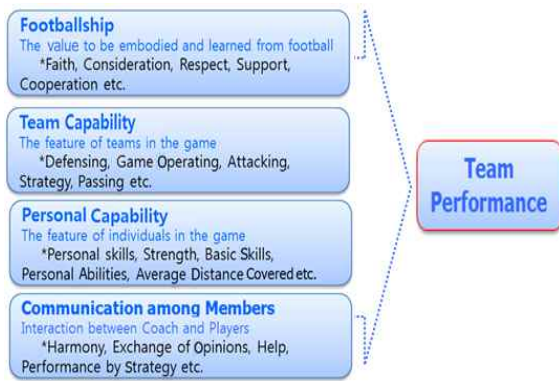 Footballship
The value to be embodied and learned from football
*Faith, Consideration, Respect, Support,
Cooperation etc.
Team Capability
The feature of teams in the game
*Defensing, Game Operating, Attacking,
Strategy, Passing etc.
Personal Capability
The feature of individuals in the game
*Personal skills, Strength, Basic Skills,
Personal Abilities, Average Distance Covered etc.
Communication among Members
Interaction between Coach and Players
*Harmony, Exchange of Opinions, Help,
Performance by Strategy etc.
Team
Performance